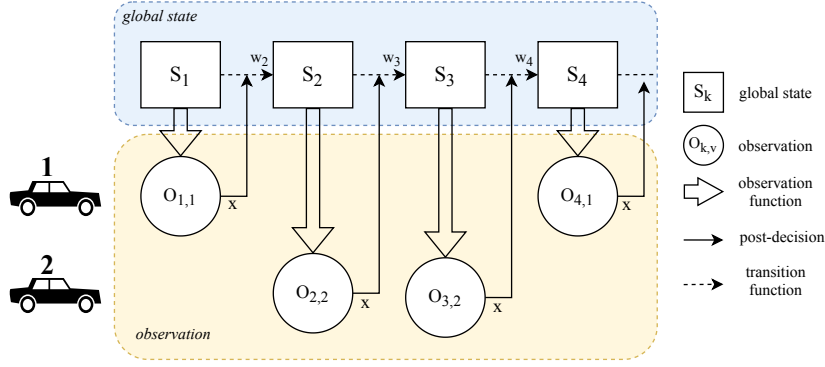 global state
S1 w2 S2 w3 S3 w4 S4
Sk global state
Ok,v observation
observation
function
post-decision
transition
function
1
O1,1 x O4,1 x
2
O2,2 x O3,2 x
observation